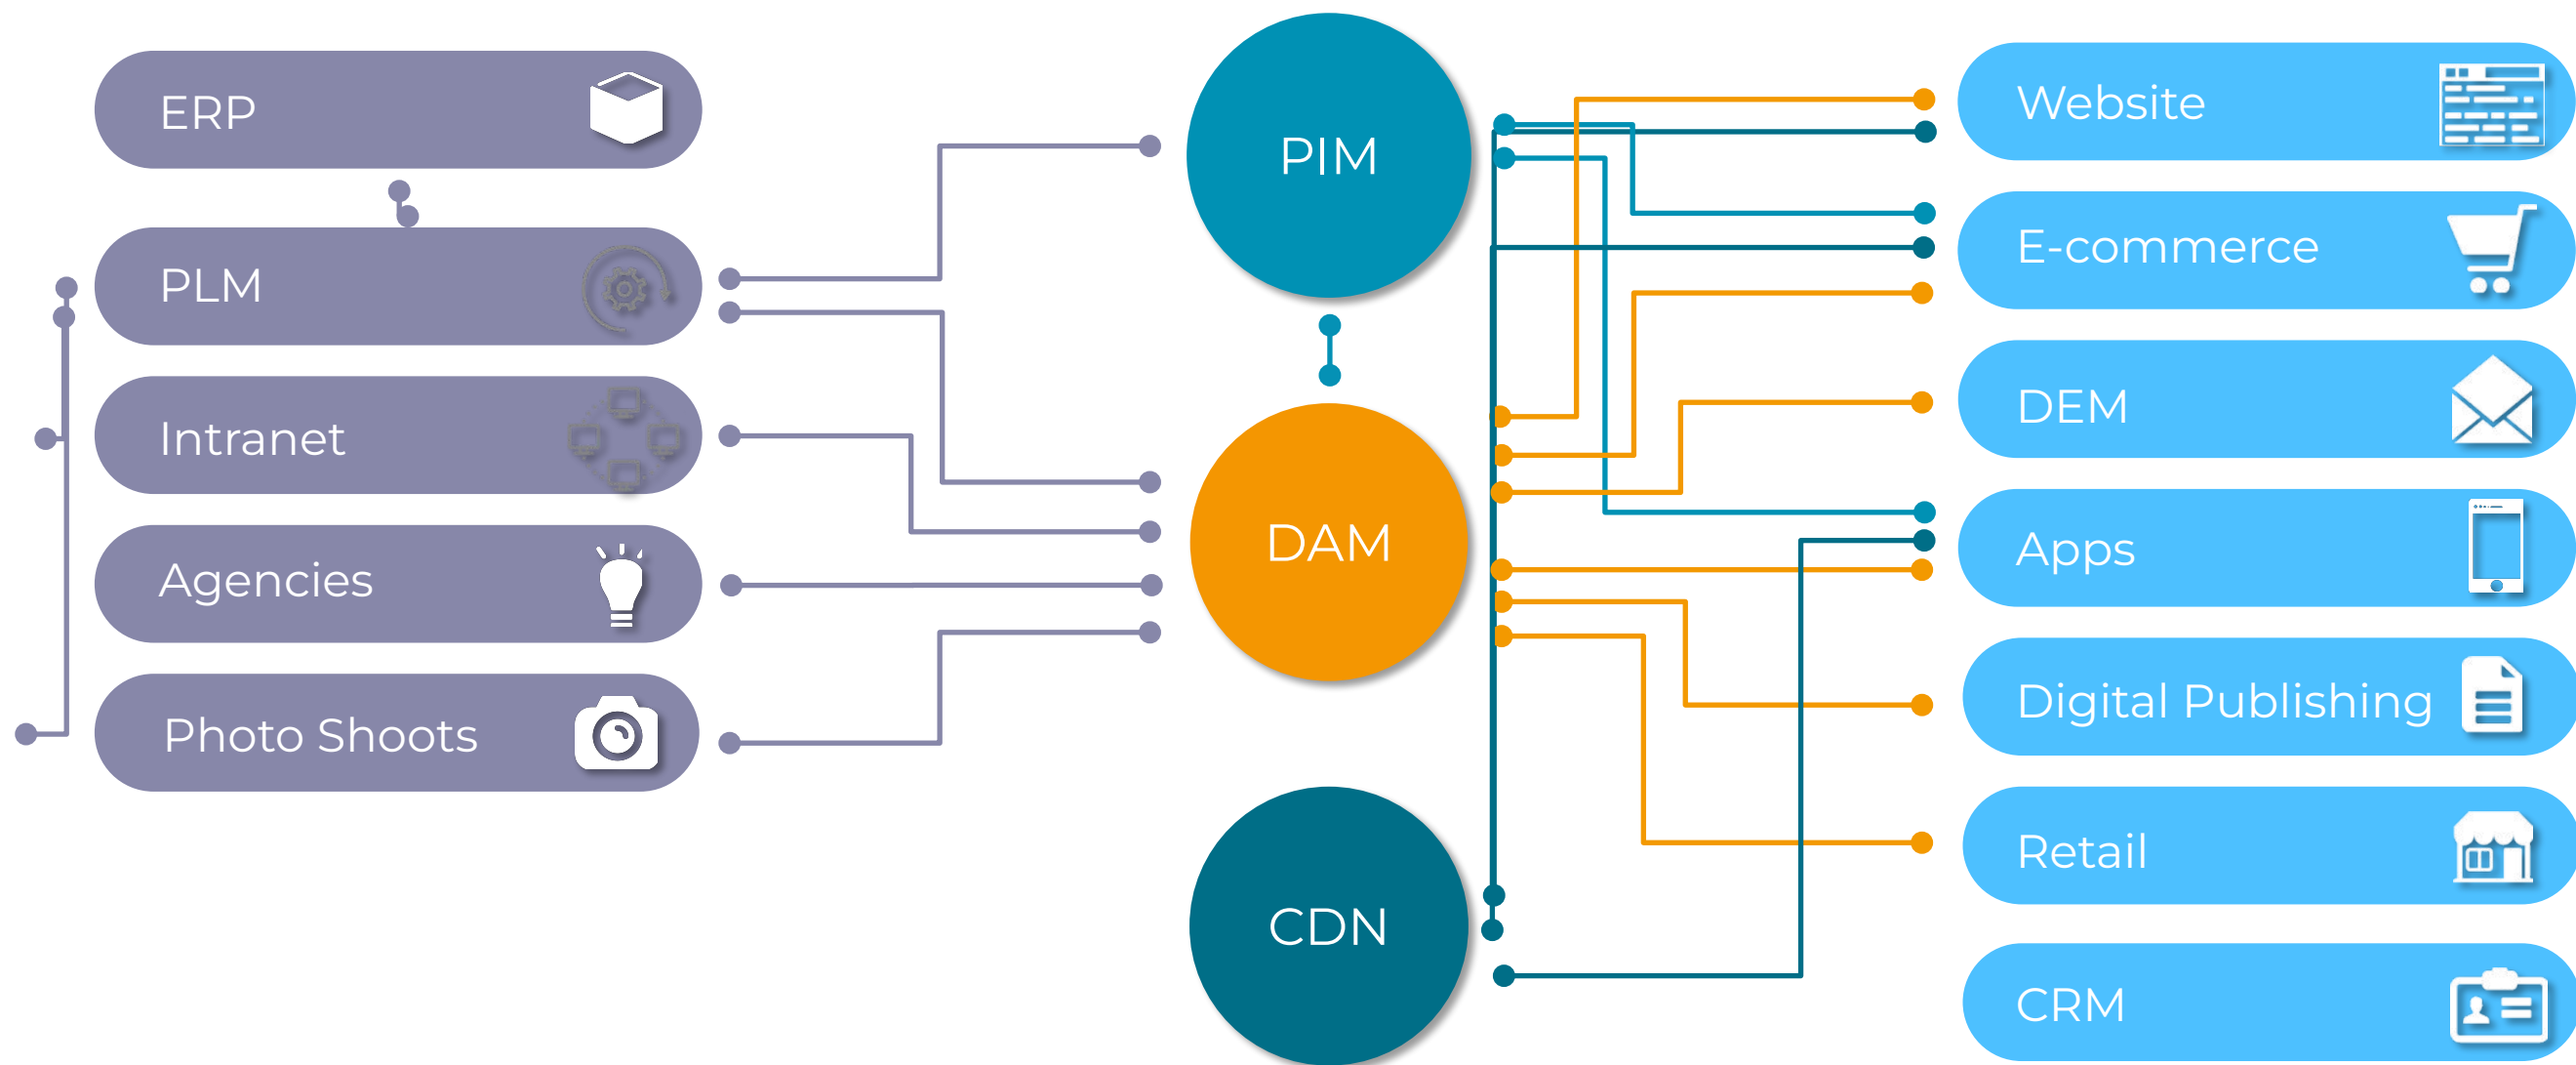 ERP
PLM
Intranet
Agencies
Photo Shoots
PIM
DAM
CDN
Website
E-commerce
DEM
Apps
Digital Publishing
Retail
CRM